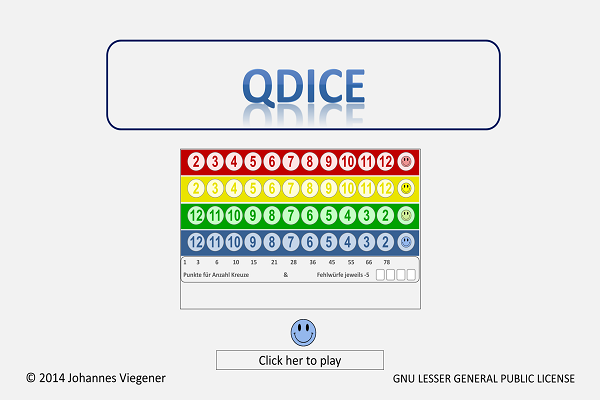 QDICE
2 3 4 5 6 7 8 9 10 11 12
2 3 4 5 6 7 8 9 10 11 12
12 11 10 9 8 7 6 5 4 3 2
12 11 10 9 8 7 6 5 4 3 2
1 3 6 10 15 21 28 36 45 55 66 78
Punkte für Anzahl Kreuze & Fehlwürfe jeweils -5
Click her to play
© 2014 Johannes Viegener GNU LESSER GENERAL PUBLIC LICENSE